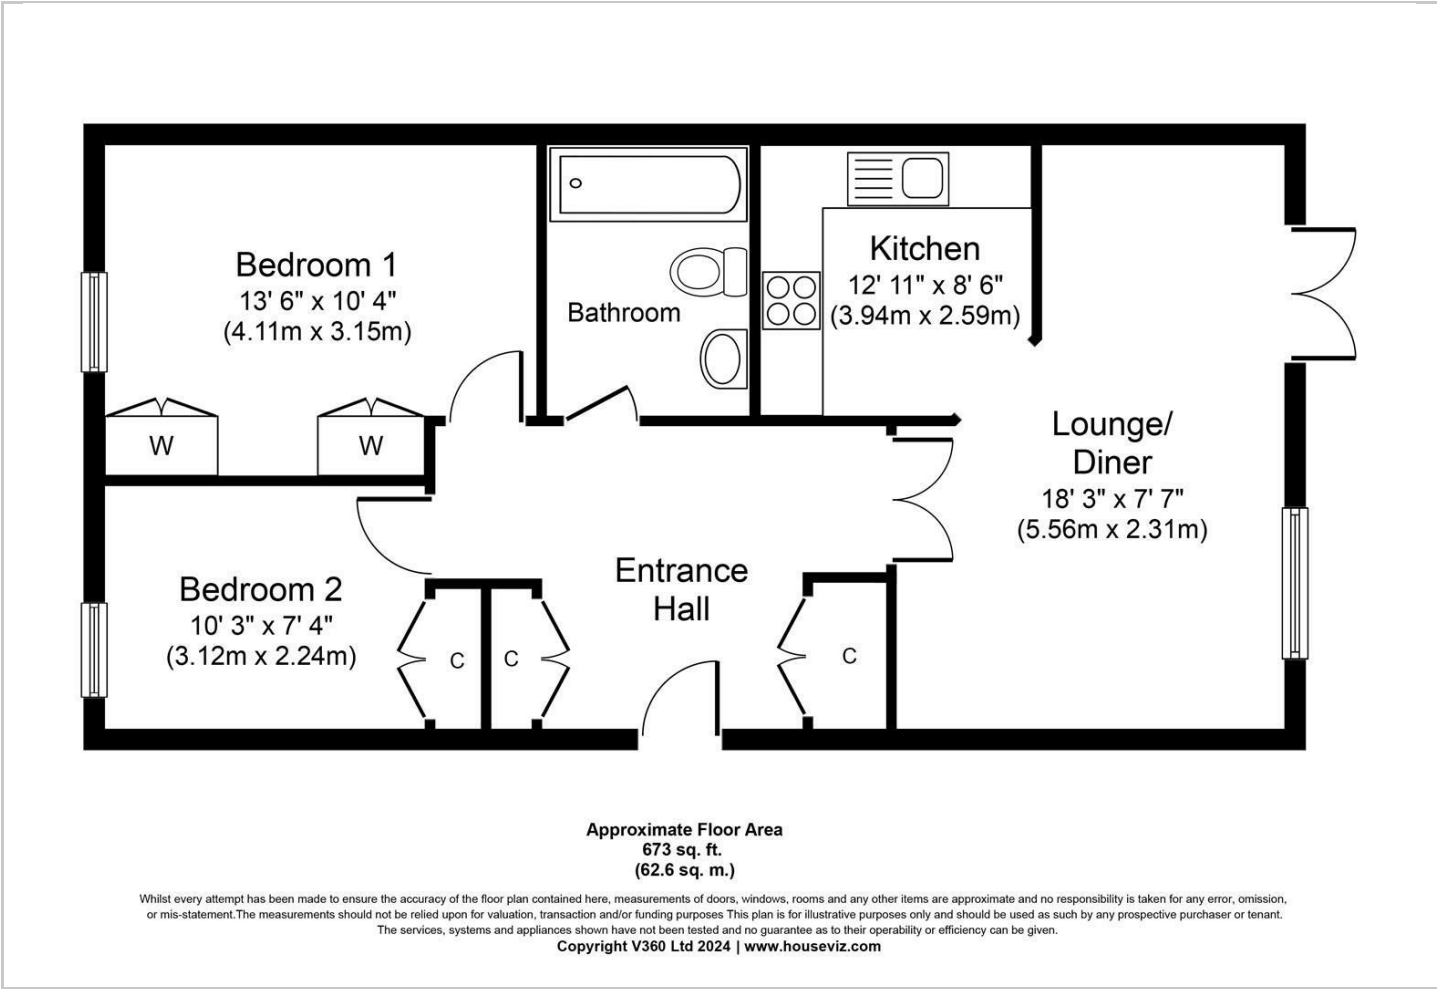 Bedroom 1
13' 6" x 10' 4"
(4.11m x 3.15m)
W
W
Bathroom
Kitchen
12' 11" x 8' 6"
(3.94m x 2.59m)
Lounge/
Diner
18' 3" x 7' 7"
(5.56m x 2.31m)
Bedroom 2
10' 3" x 7' 4"
(3.12m x 2.24m)
C
C
Entrance
Hall
C
Approximate Floor Area
673 sq. ft.
(62.6 sq. m.)
Whilst every attempt has been made to ensure the accuracy of the floor plan contained here, measurements of doors, windows, rooms and any other items are approximate and no responsibility is taken for any error, omission,
or mis-statement.The measurements should not be relied upon for valuation, transaction and/or funding purposes This plan is for illustrative purposes only and should be used as such by any prospective purchaser or tenant.
The services, systems and appliances shown have not been tested and no guarantee as to their operability or efficiency can be given.
Copyright V360 Ltd 2024 | www.houseviz.com